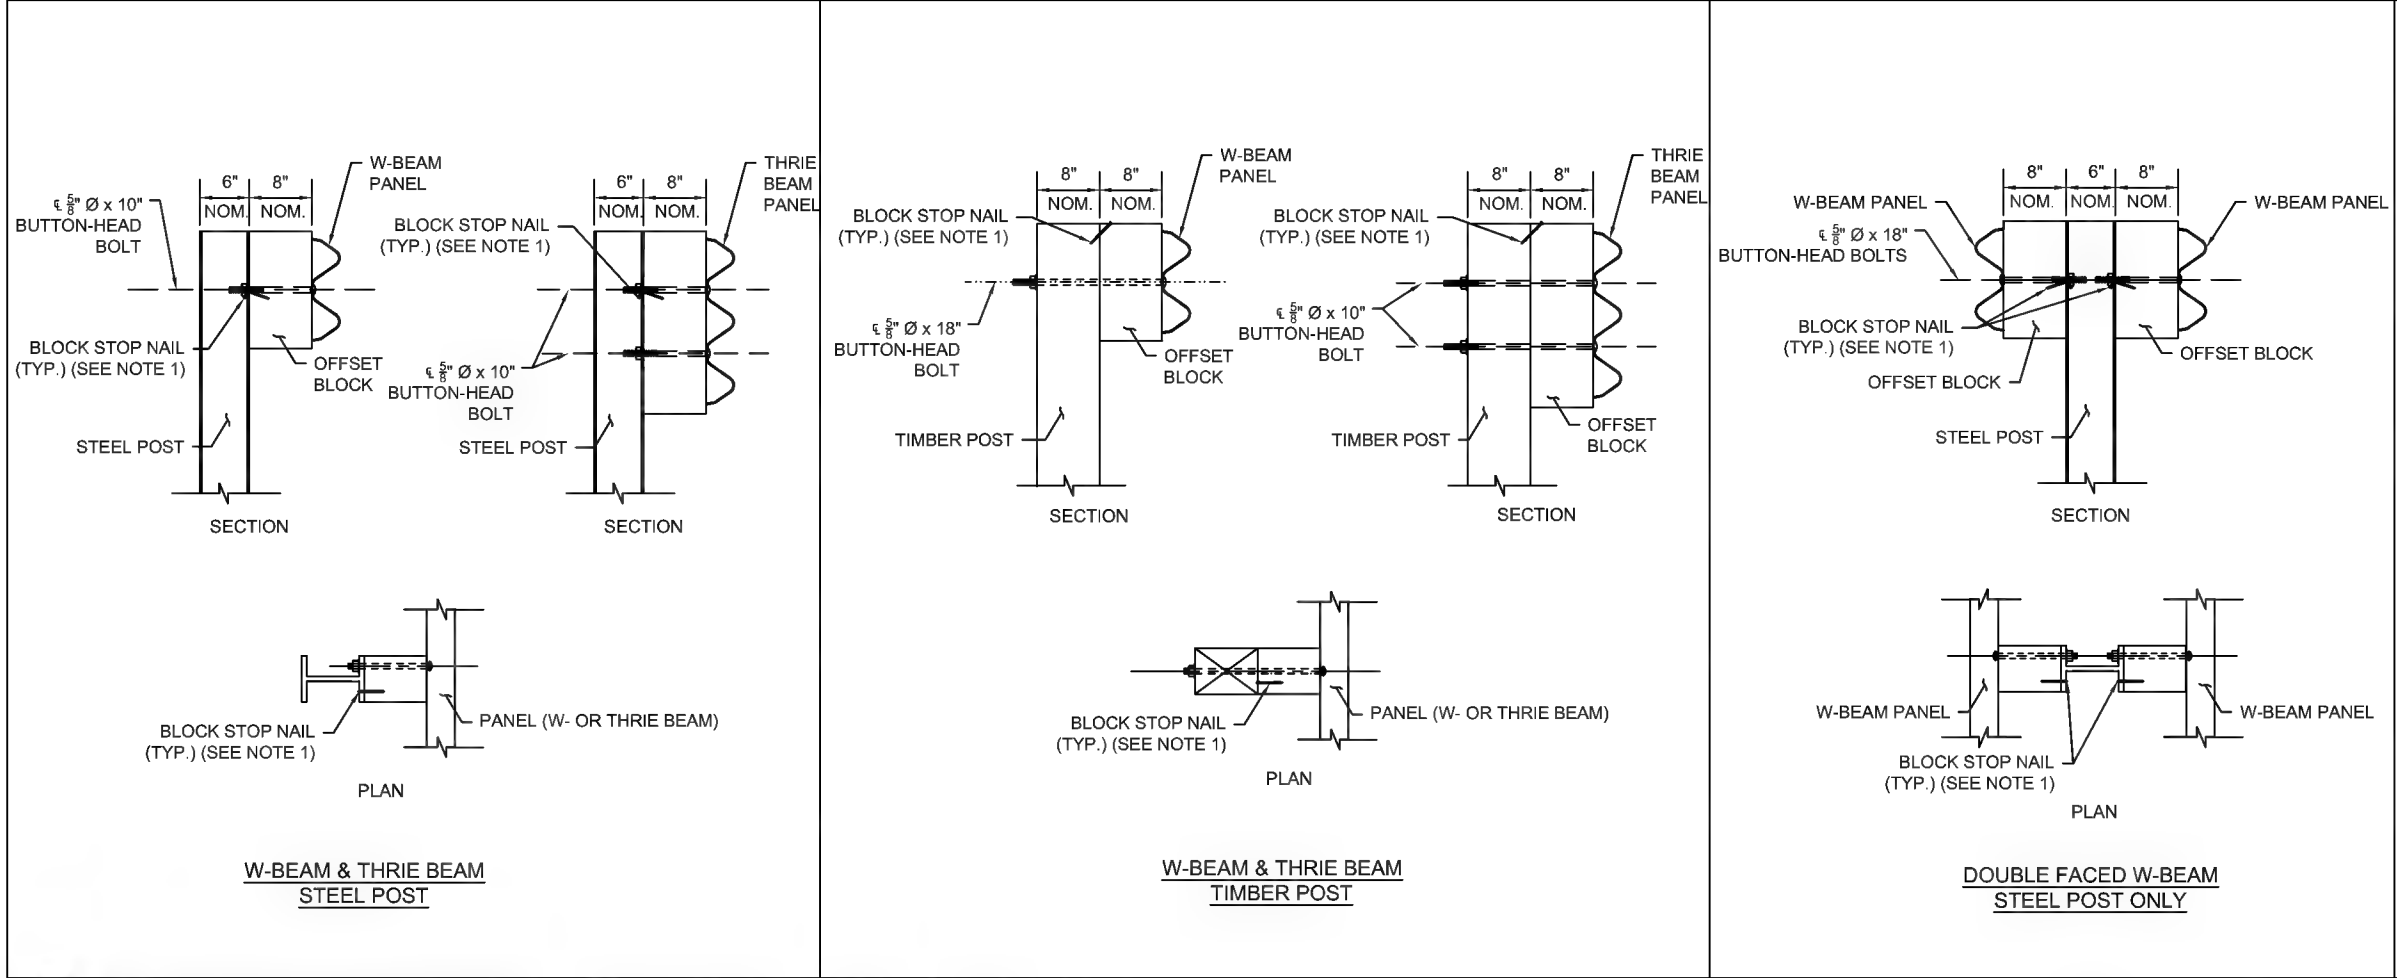 W-BEAM
PANEL
6" 8"
NOM. NOM.
℄ 5/8" Ø x 10"
BUTTON-HEAD
BOLT
BLOCK STOP NAIL
(TYP.) (SEE NOTE 1)
OFFSET
BLOCK
STEEL POST
SECTION
THRIE
BEAM
PANEL
6" 8"
NOM. NOM.
BLOCK STOP NAIL
(TYP.) (SEE NOTE 1)
℄ 5/8" Ø x 10"
BUTTON-HEAD
BOLT
STEEL POST
SECTION
BLOCK STOP NAIL
(TYP.) (SEE NOTE 1)
PANEL (W- OR THRIE BEAM)
PLAN
W-BEAM & THRIE BEAM
STEEL POST
W-BEAM
PANEL
8" 8"
NOM. NOM.
BLOCK STOP NAIL
(TYP.) (SEE NOTE 1)
℄ 5/8" Ø x 18"
BUTTON-HEAD
BOLT
OFFSET
BLOCK
TIMBER POST
SECTION
THRIE
BEAM
PANEL
8" 8"
NOM. NOM.
BLOCK STOP NAIL
(TYP.) (SEE NOTE 1)
℄ 5/8" Ø x 10"
BUTTON-HEAD
BOLT
OFFSET
BLOCK
TIMBER POST
SECTION
BLOCK STOP NAIL
(TYP.) (SEE NOTE 1)
PANEL (W- OR THRIE BEAM)
PLAN
W-BEAM & THRIE BEAM
TIMBER POST
8" 6" 8"
NOM. NOM. NOM.
W-BEAM PANEL
W-BEAM PANEL
℄ 5/8" Ø x 18"
BUTTON-HEAD BOLTS
BLOCK STOP NAIL
(TYP.) (SEE NOTE 1)
OFFSET BLOCK
OFFSET BLOCK
STEEL POST
SECTION
W-BEAM PANEL
W-BEAM PANEL
BLOCK STOP NAIL
(TYP.) (SEE NOTE 1)
PLAN
DOUBLE FACED W-BEAM
STEEL POST ONLY